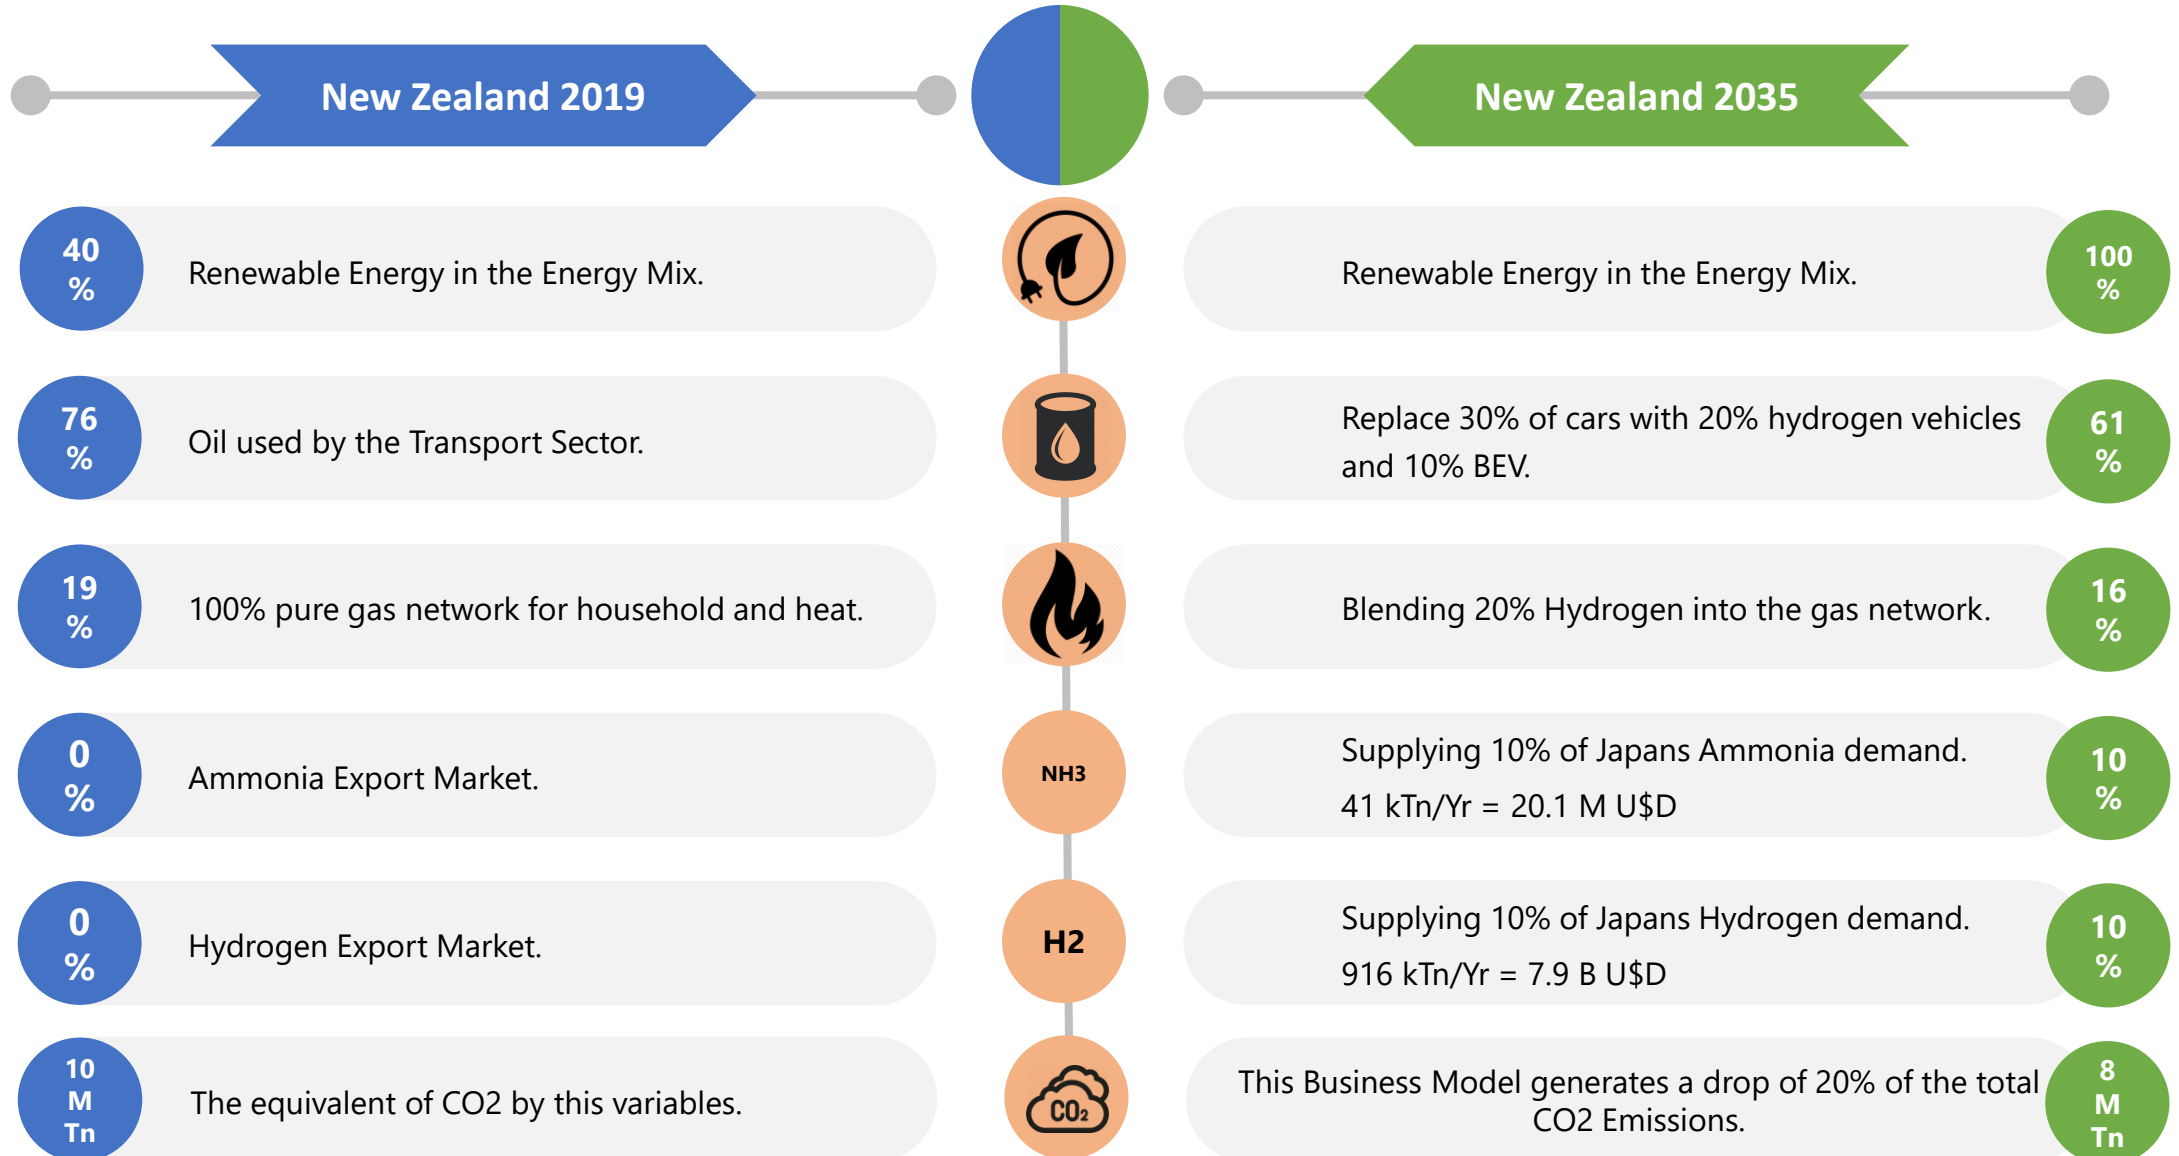 New Zealand 2019
New Zealand 2035
40
%
Renewable Energy in the Energy Mix.
Renewable Energy in the Energy Mix.
100
%
76
%
Oil used by the Transport Sector.
Replace 30% of cars with 20% hydrogen vehicles
and 10% BEV.
61
%
19
%
100% pure gas network for household and heat.
Blending 20% Hydrogen into the gas network.
16
%
0
%
Ammonia Export Market.
NH3
Supplying 10% of Japans Ammonia demand.
41 kTn/Yr = 20.1 M U$D
10
%
0
%
Hydrogen Export Market.
H2
Supplying 10% of Japans Hydrogen demand.
916 kTn/Yr = 7.9 B U$D
10
%
10
M
Tn
The equivalent of CO2 by this variables.
CO₂
This Business Model generates a drop of 20% of the total
CO2 Emissions.
8
M
Tn